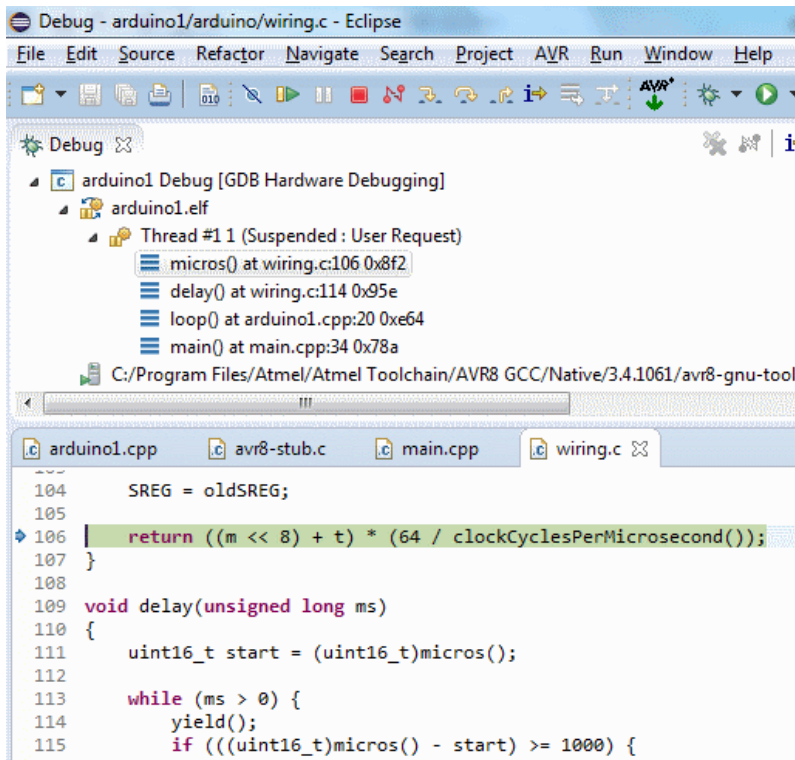 Debug - arduino1/arduino/wiring.c - Eclipse
File Edit Source Refactor Navigate Search Project AVR Run Window Help
010 i AVR
Debug
arduino1 Debug [GDB Hardware Debugging]
arduino1.elf
Thread #1 1 (Suspended : User Request)
micros() at wiring.c:106 0x8f2
delay() at wiring.c:114 0x95e
loop() at arduino1.cpp:20 0xe64
main() at main.cpp:34 0x78a
C:/Program Files/Atmel/Atmel Toolchain/AVR8 GCC/Native/3.4.1061/avr8-gnu-tool
arduino1.cpp avr8-stub.c main.cpp wiring.c
104 SREG = oldSREG;
105
106 return ((m << 8) + t) * (64 / clockCyclesPerMicrosecond());
107 }
108
109 void delay(unsigned long ms)
110 {
111 uint16_t start = (uint16_t)micros();
112
113 while (ms > 0) {
114 yield();
115 if (((uint16_t)micros() - start) >= 1000) {